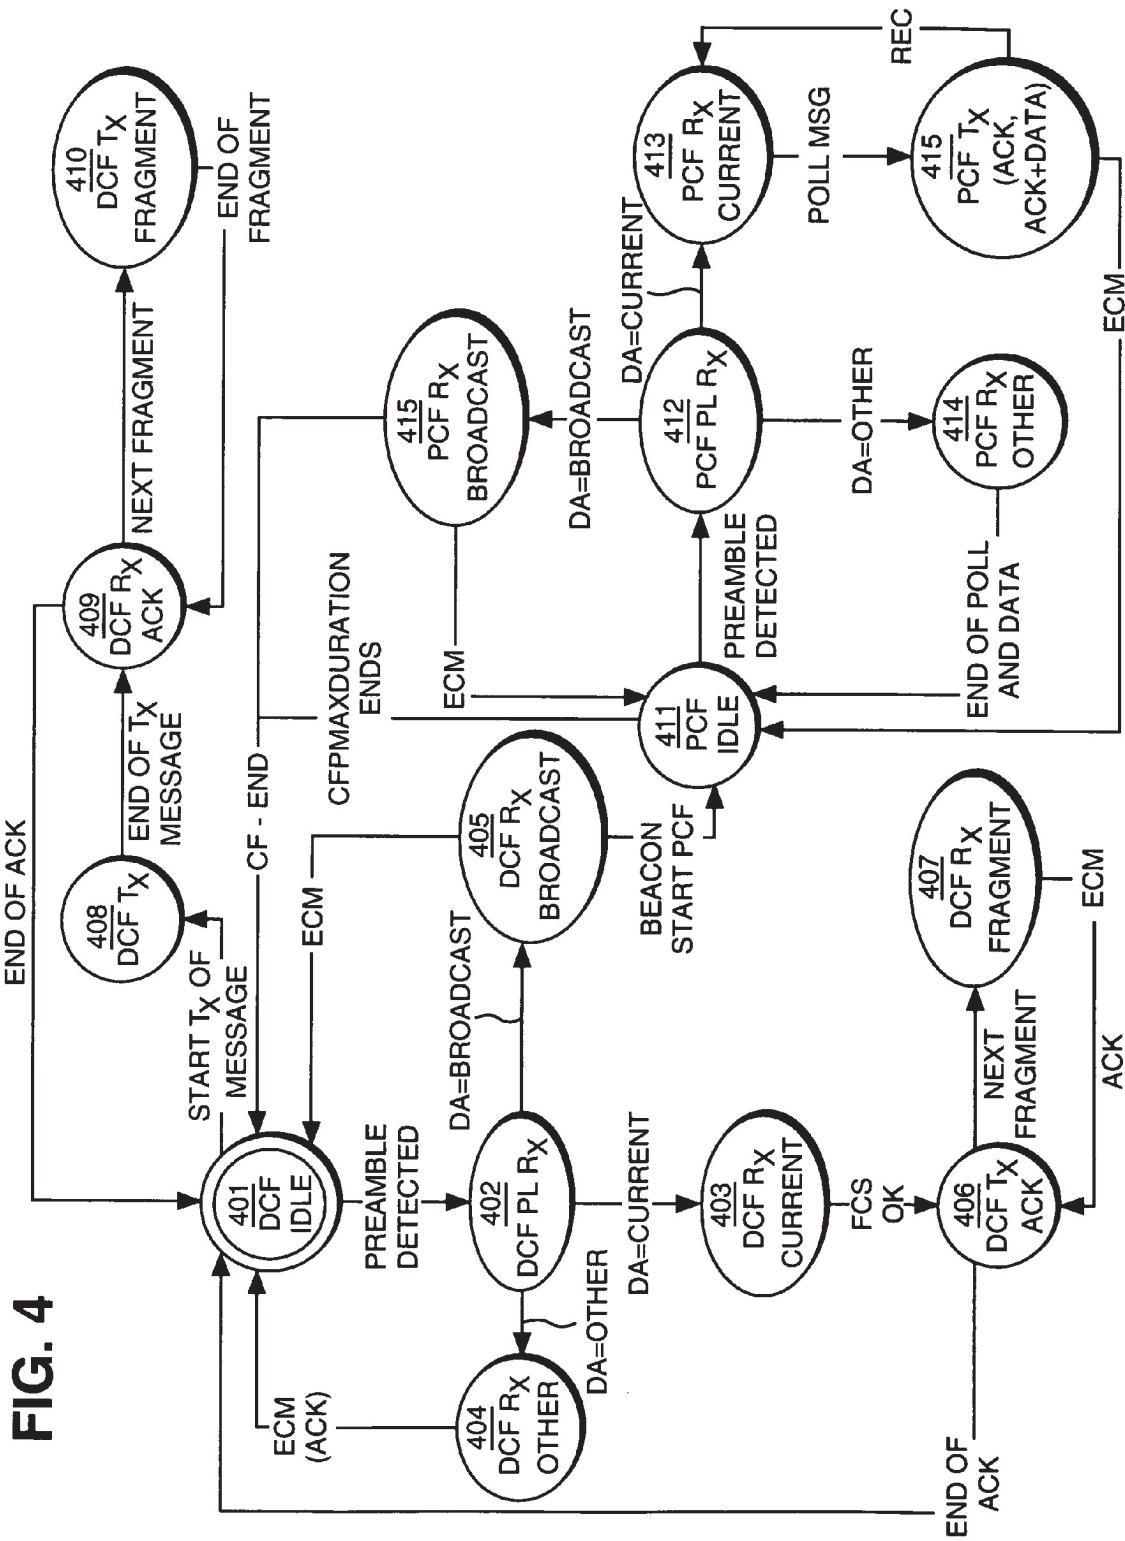 FIG. 4
401
DCF
IDLE
START TX OF
MESSAGE
408
DCF TX
END OF TX
MESSAGE
409
DCF RX
ACK
NEXT FRAGMENT
410
DCF TX
FRAGMENT
END OF
FRAGMENT
END OF ACK
CF - END
ECM
PREAMBLE
DETECTED
402
DCF PL RX
DA=BROADCAST
405
DCF RX
BROADCAST
BEACON
START PCF
DA=OTHER
404
DCF RX
OTHER
ECM
(ACK)
DA=CURRENT
403
DCF RX
CURRENT
FCS
OK
406
DCF TX
ACK
NEXT
FRAGMENT
407
DCF RX
FRAGMENT
ECM
ACK
END OF
ACK
CFPMAXDURATION
ENDS
411
PCF
IDLE
PREAMBLE
DETECTED
412
PCF PL RX
DA=BROADCAST
415
PCF RX
BROADCAST
ECM
DA=CURRENT
413
PCF RX
CURRENT
POLL MSG
415
PCF TX
(ACK,
ACK+DATA)
REC
ECM
DA=OTHER
414
PCF RX
OTHER
END OF POLL
AND DATA